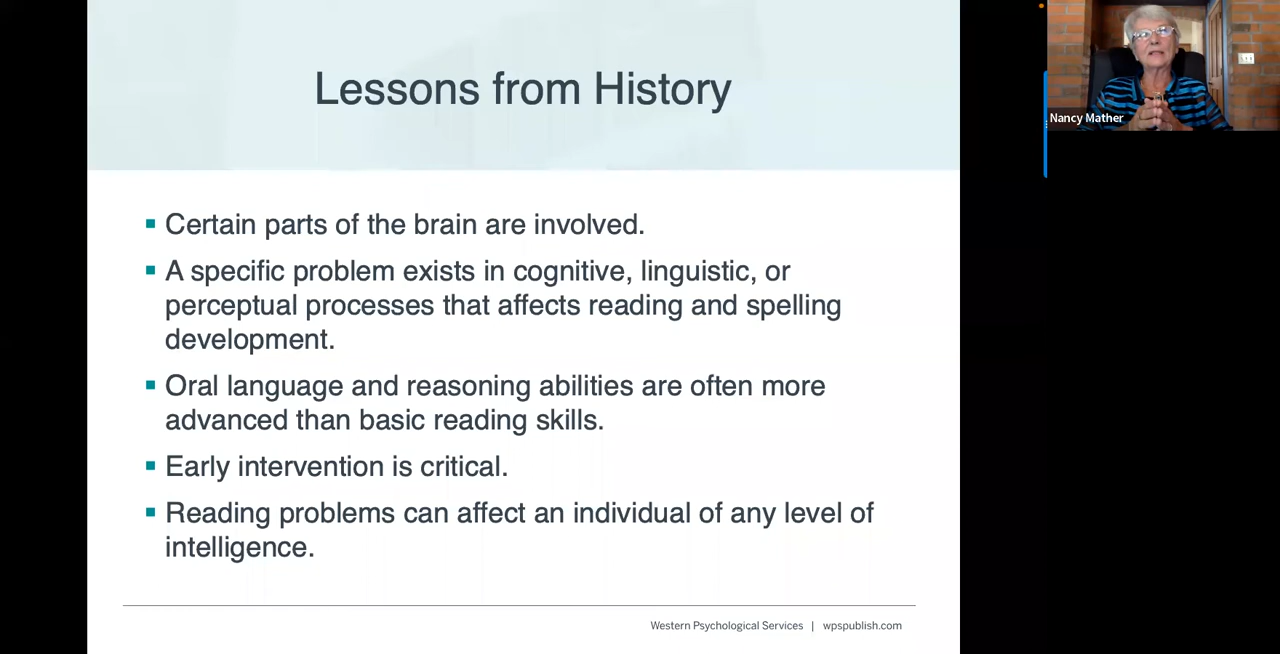 Lessons from History
Nancy Mather
▪ Certain parts of the brain are involved.
▪ A specific problem exists in cognitive, linguistic, or
perceptual processes that affects reading and spelling
development.
▪ Oral language and reasoning abilities are often more
advanced than basic reading skills.
▪ Early intervention is critical.
▪ Reading problems can affect an individual of any level of
intelligence.
Western Psychological Services | wpspublish.com